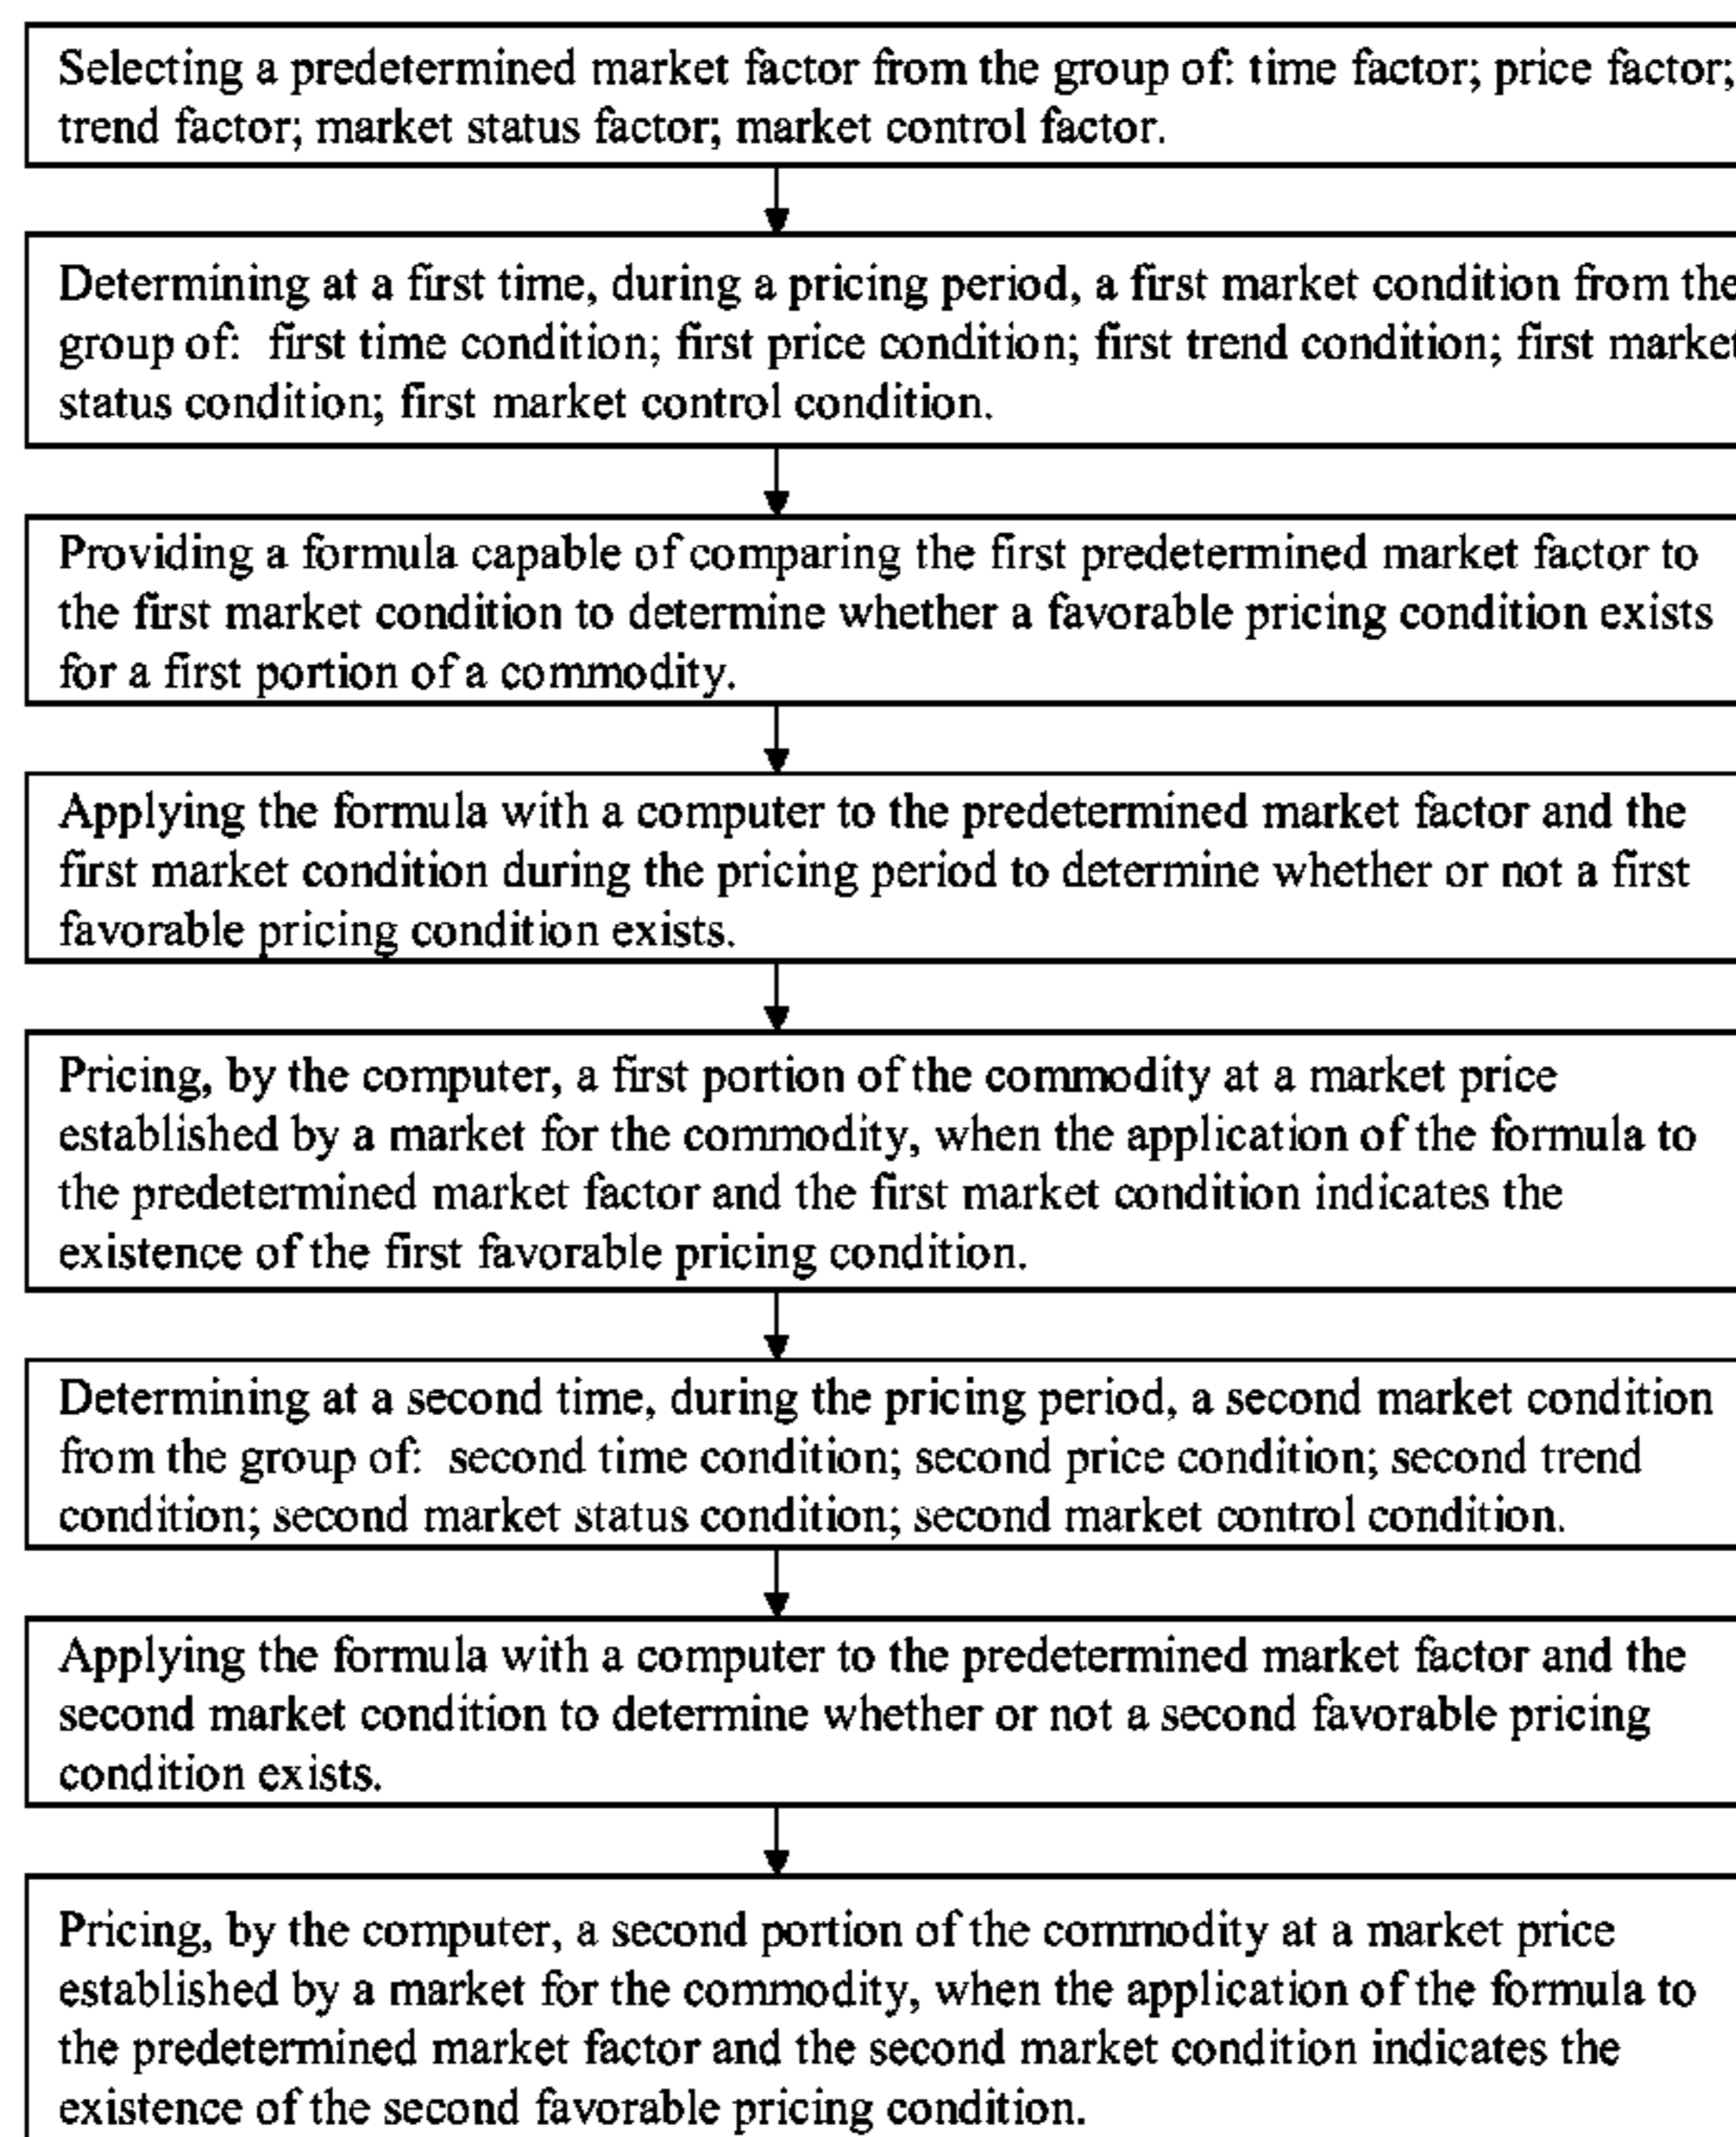 Selecting a predetermined market factor from the group of: time factor; price factor;
trend factor; market status factor; market control factor.
Determining at a first time, during a pricing period, a first market condition from the
group of: first time condition; first price condition; first trend condition; first market
status condition; first market control condition.
Providing a formula capable of comparing the first predetermined market factor to
the first market condition to determine whether a favorable pricing condition exists
for a first portion of a commodity.
Applying the formula with a computer to the predetermined market factor and the
first market condition during the pricing period to determine whether or not a first
favorable pricing condition exists.
Pricing, by the computer, a first portion of the commodity at a market price
established by a market for the commodity, when the application of the formula to
the predetermined market factor and the first market condition indicates the
existence of the first favorable pricing condition.
Determining at a second time, during the pricing period, a second market condition
from the group of: second time condition; second price condition; second trend
condition; second market status condition; second market control condition.
Applying the formula with a computer to the predetermined market factor and the
second market condition to determine whether or not a second favorable pricing
condition exists.
Pricing, by the computer, a second portion of the commodity at a market price
established by a market for the commodity, when the application of the formula to
the predetermined market factor and the second market condition indicates the
existence of the second favorable pricing condition.